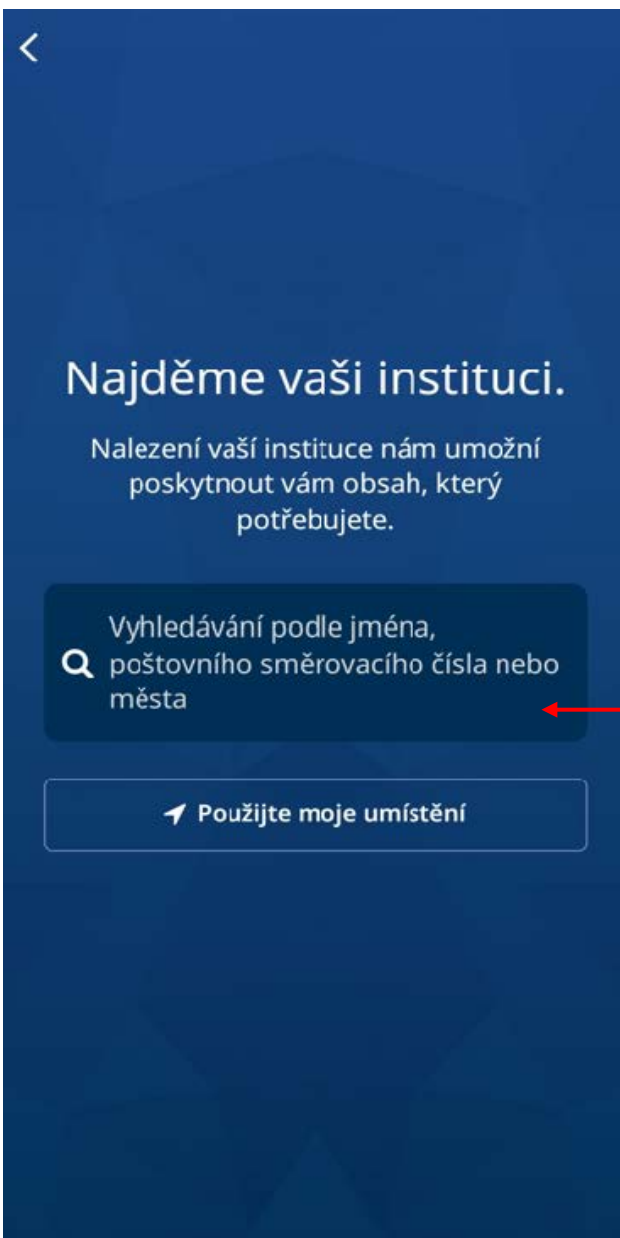 Najděme vaši instituci.
Nalezení vaší instituce nám umožní
poskytnout vám obsah, který
potřebujete.
Vyhledávání podle jména,
poštovního směrovacího čísla nebo
města
Použijte moje umístění